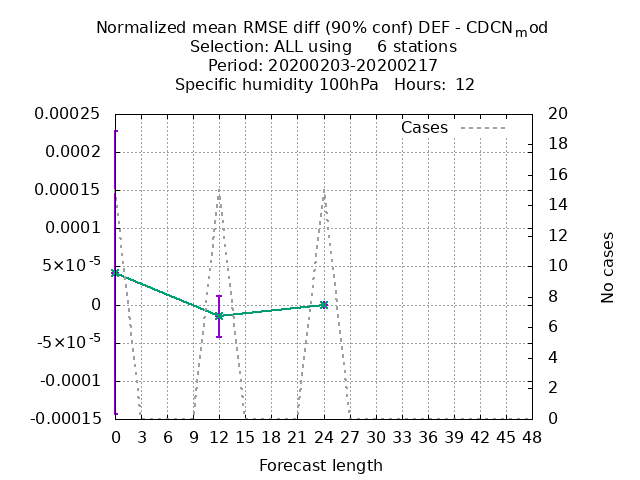 Normalized mean RMSE diff (90% conf) DEF - CDCNmod
Selection: ALL using 6 stations
Period: 20200203-20200217
Specific humidity 100hPa Hours: 12
0.00025
0.0002
0.00015
0.0001
5×10-5
0
-5×10-5
-0.0001
-0.00015
20
18
16
14
12
10
8
6
4
2
0
Cases
No cases
0 3 6 9 12 15 18 21 24 27 30 33 36 39 42 45 48
Forecast length